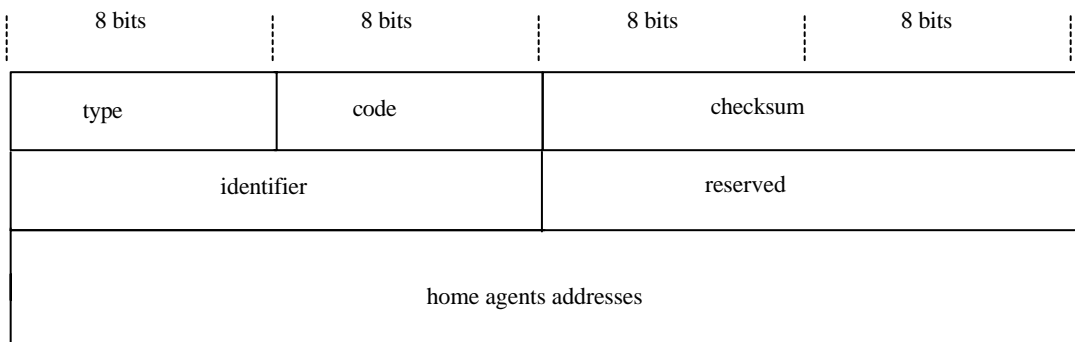 8 bits 8 bits 8 bits 8 bits
type code checksum
identifier reserved
home agents addresses